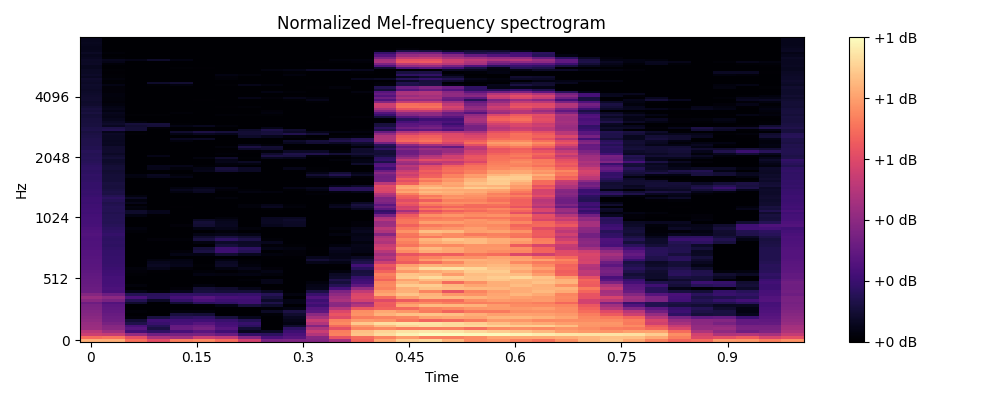 Normalized Mel-frequency spectrogram
Hz
4096
2048
1024
512
0
0 0.15 0.3 0.45 0.6 0.75 0.9
Time
+1 dB
+1 dB
+1 dB
+0 dB
+0 dB
+0 dB